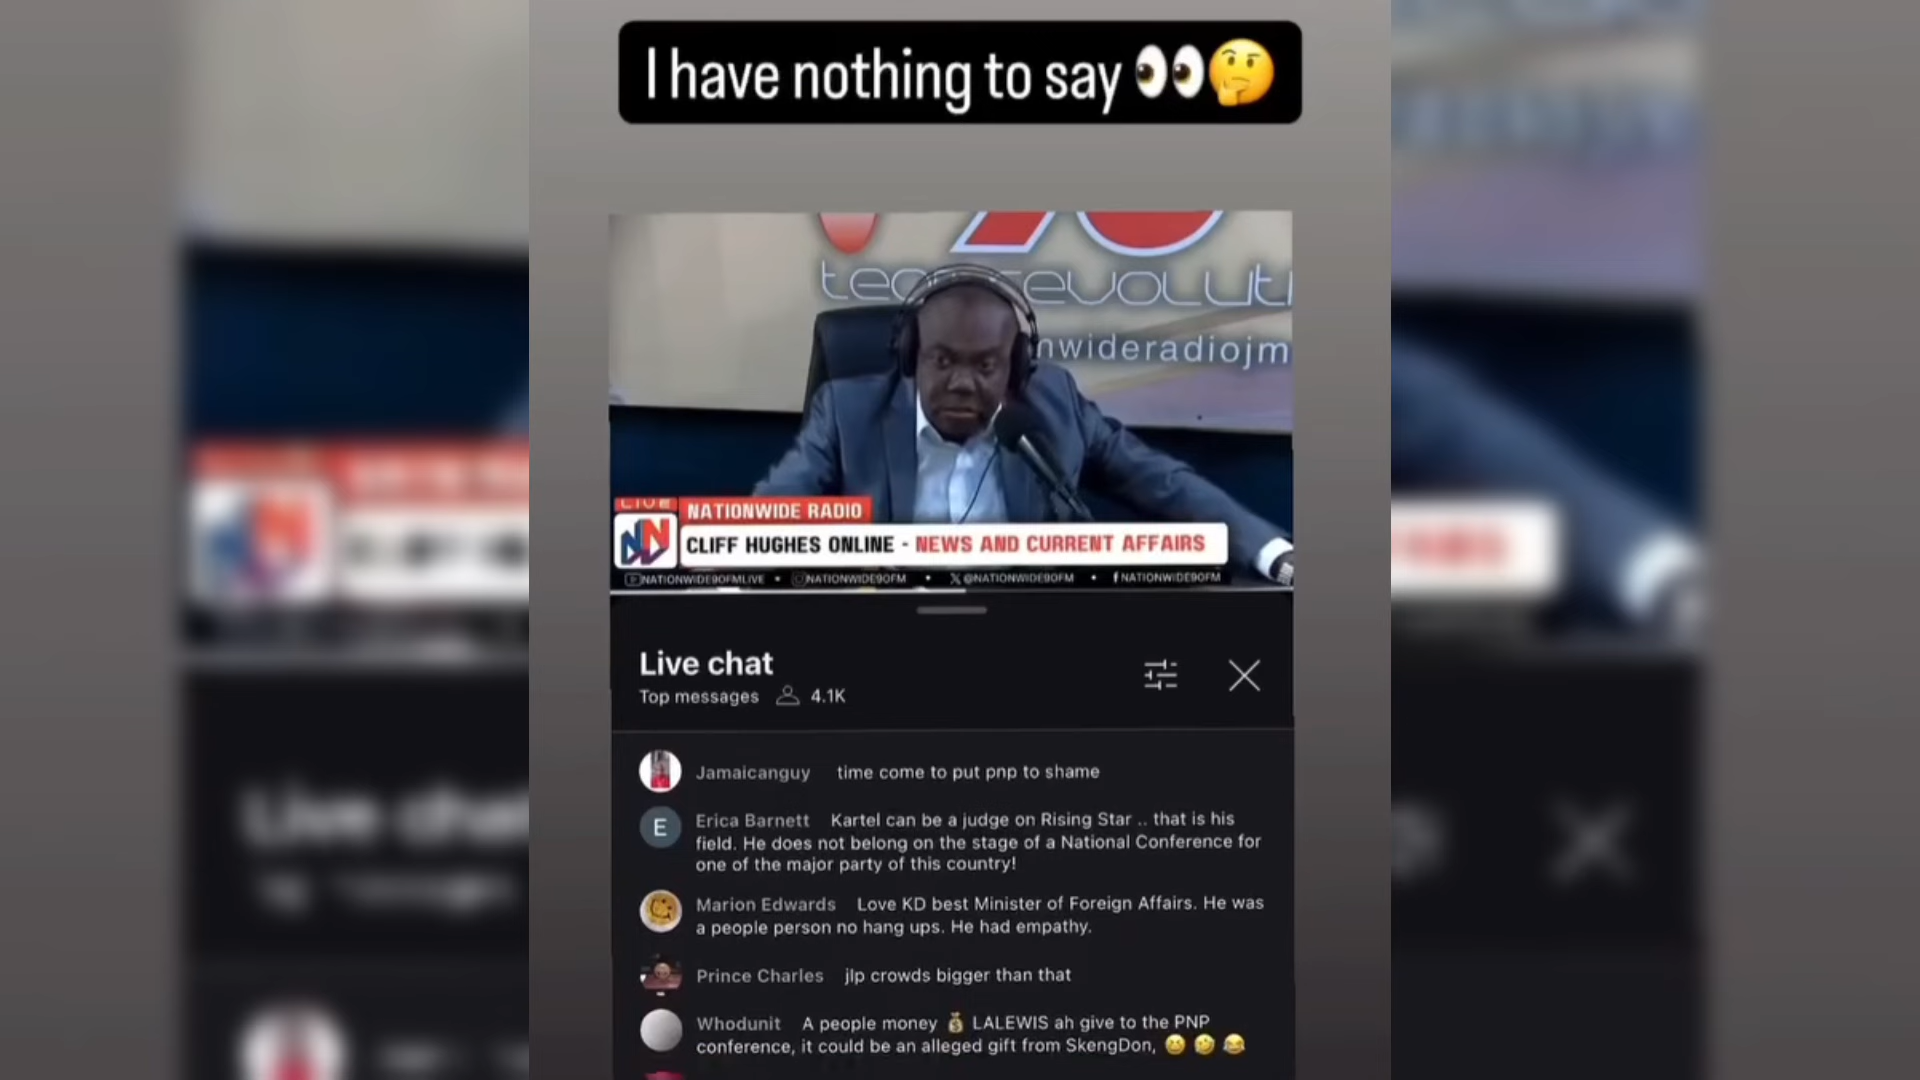 I have nothing to say 👀🤔
nwideradiojm
LIVE
NATIONWIDE RADIO
CLIFF HUGHES ONLINE - NEWS AND CURRENT AFFAIRS
NATIONWIDE90FMLIVE • NATIONWIDE90FM • @NATIONWIDE90FM • NATIONWIDE90FM
Live chat
Top messages 4.1K
Jamaicanguy time come to put pnp to shame
E
Erica Barnett Kartel can be a judge on Rising Star .. that is his
field. He does not belong on the stage of a National Conference for
one of the major party of this country!
Marion Edwards Love KD best Minister of Foreign Affairs. He was
a people person no hang ups. He had empathy.
Prince Charles jlp crowds bigger than that
Whodunit A people money 💰 LALEWIS ah give to the PNP
conference, it could be an alleged gift from SkengDon, 😆 🤣 😂